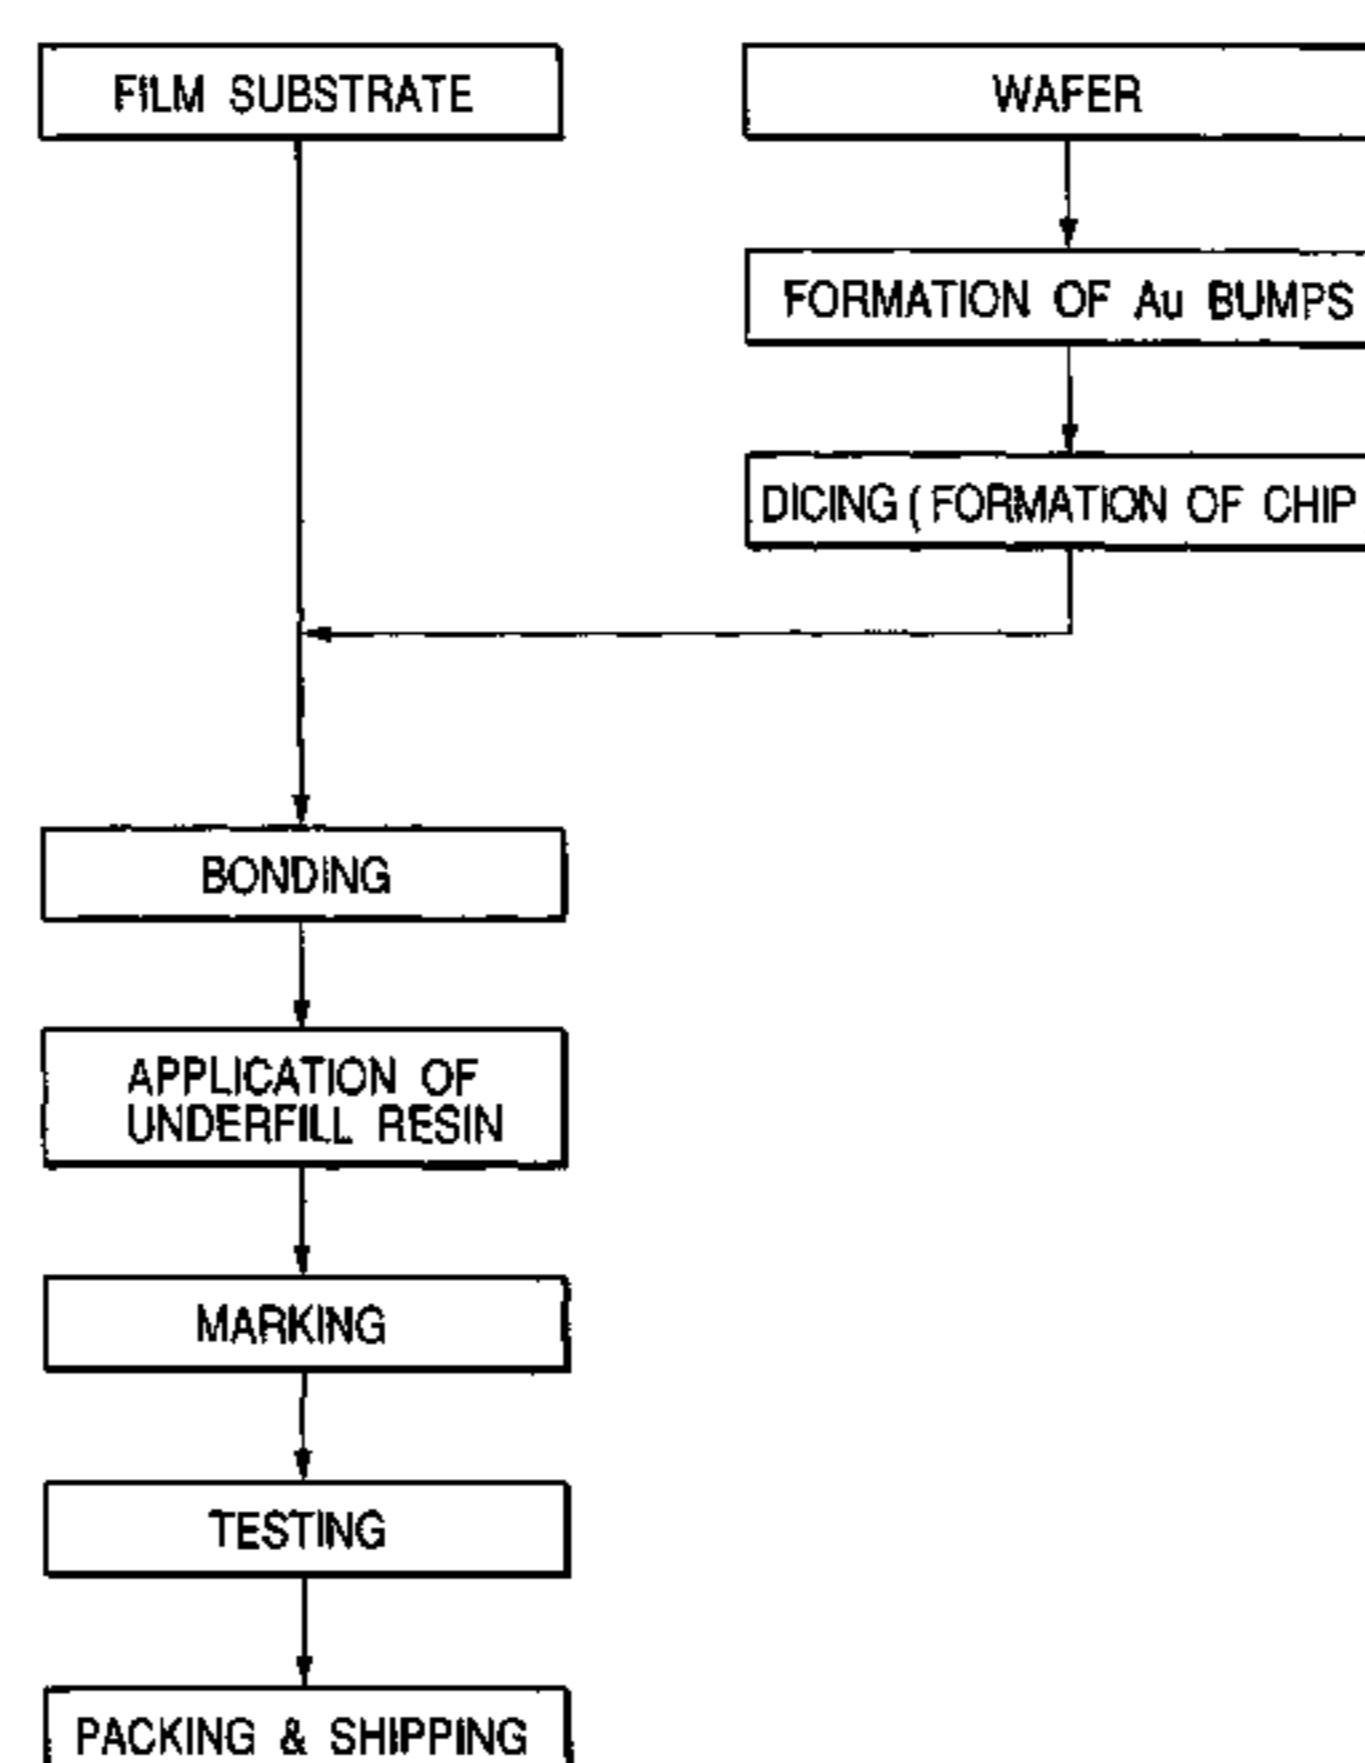 FILM SUBSTRATE
WAFER
FORMATION OF Au BUMPS
DICING (FORMATION OF CHIP
BONDING
APPLICATION OF
UNDERFILL RESIN
MARKING
TESTING
PACKING & SHIPPING